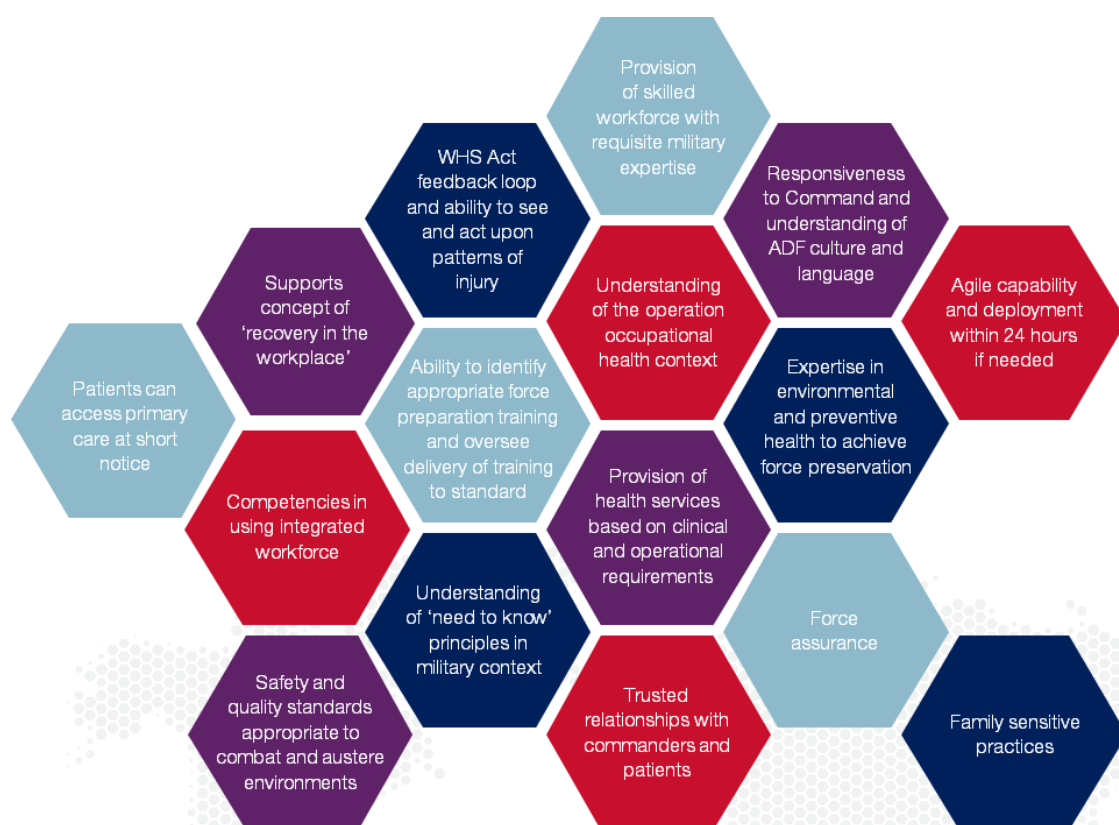 Provision
of skilled
workforce with
requisite military
expertise
WHS Act
feedback loop
and ability to see
and act upon
patterns of
injury
Responsiveness
to Command and
understanding of
ADF culture and
language
Supports
concept of
‘recovery in the
workplace’
Understanding
of the operation
occupational
health context
Agile capability
and deployment
within 24 hours
if needed
Patients can
access primary
care at short
notice
Ability to identify
appropriate force
preparation training
and oversee
delivery of training
to standard
Expertise in
environmental
and preventive
health to achieve
force preservation
Competencies in
using integrated
workforce
Provision of
health services
based on clinical
and operational
requirements
Understanding
of ‘need to know’
principles in
military context
Force
assurance
Safety and
quality standards
appropriate to
combat and austere
environments
Trusted
relationships with
commanders and
patients
Family sensitive
practices